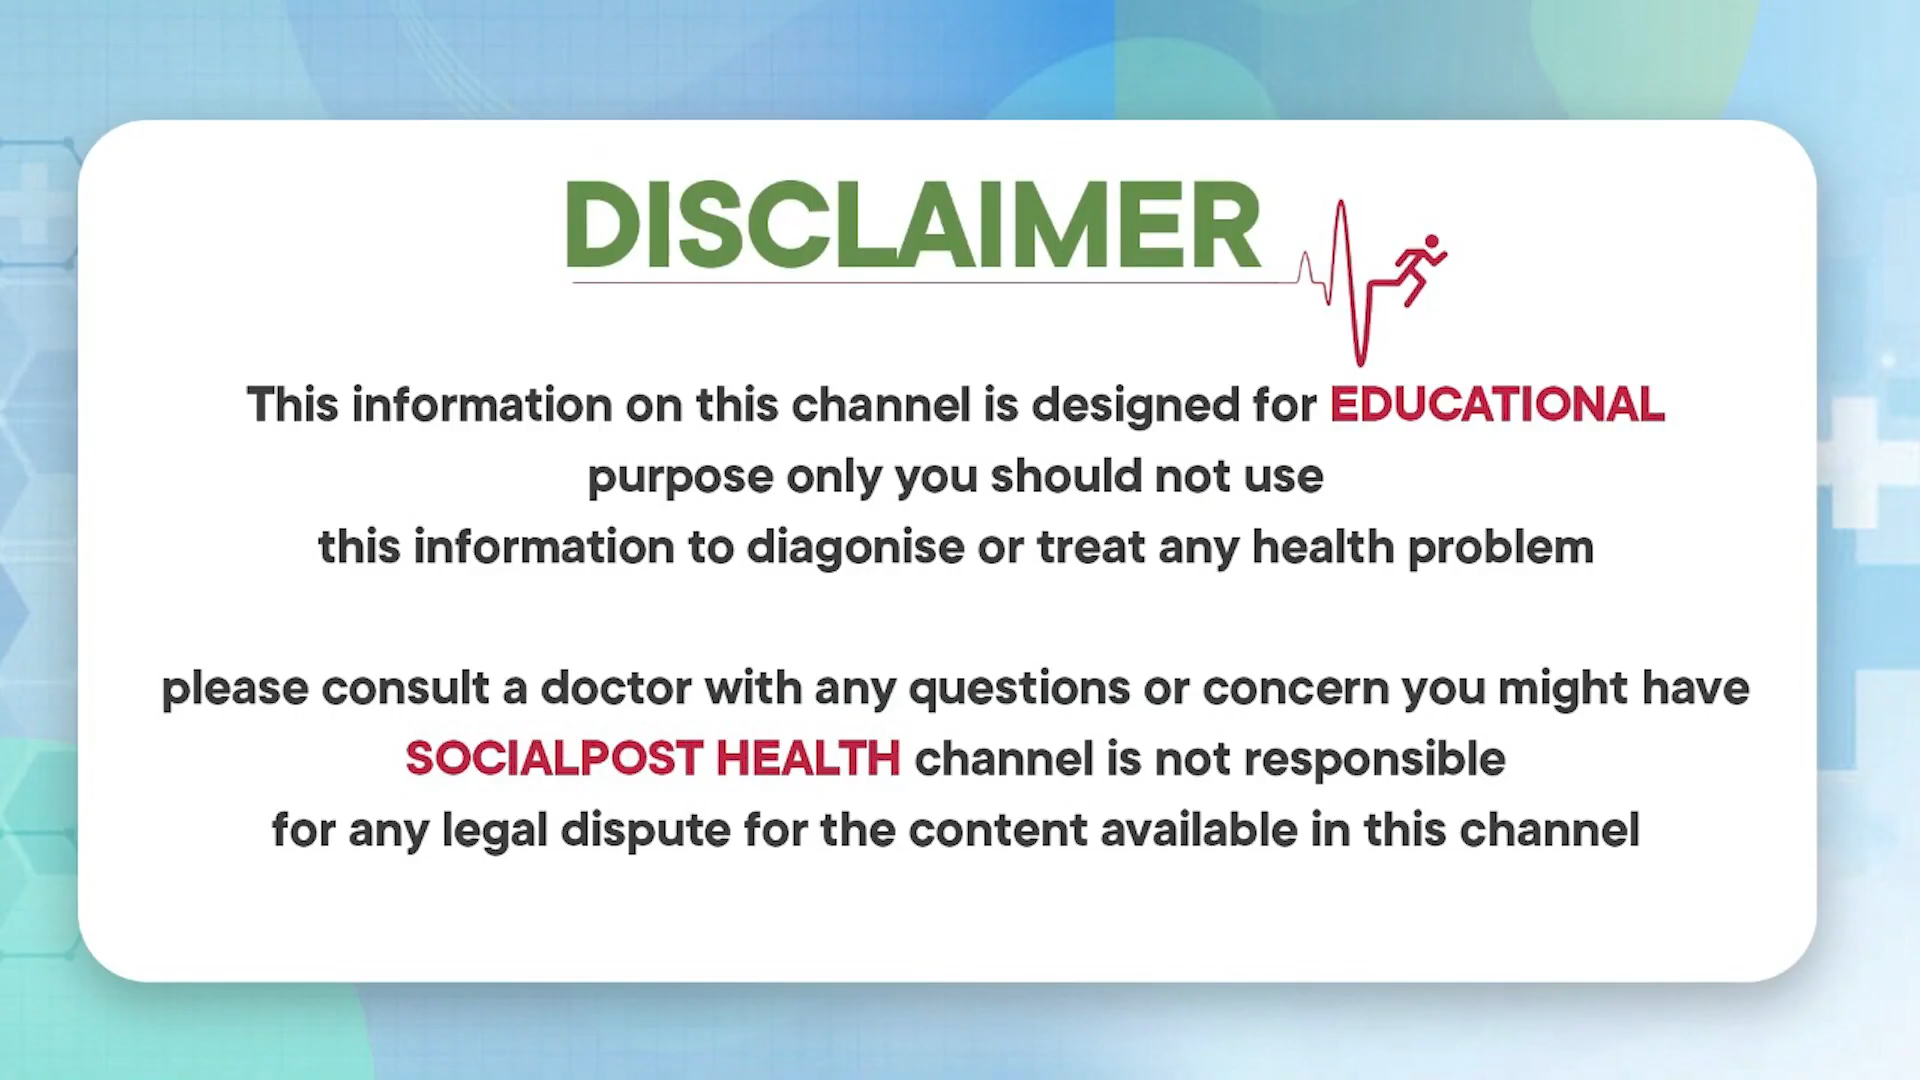 DISCLAIMER
This information on this channel is designed for EDUCATIONAL
purpose only you should not use
this information to diagonise or treat any health problem
please consult a doctor with any questions or concern you might have
SOCIALPOST HEALTH channel is not responsible
for any legal dispute for the content available in this channel